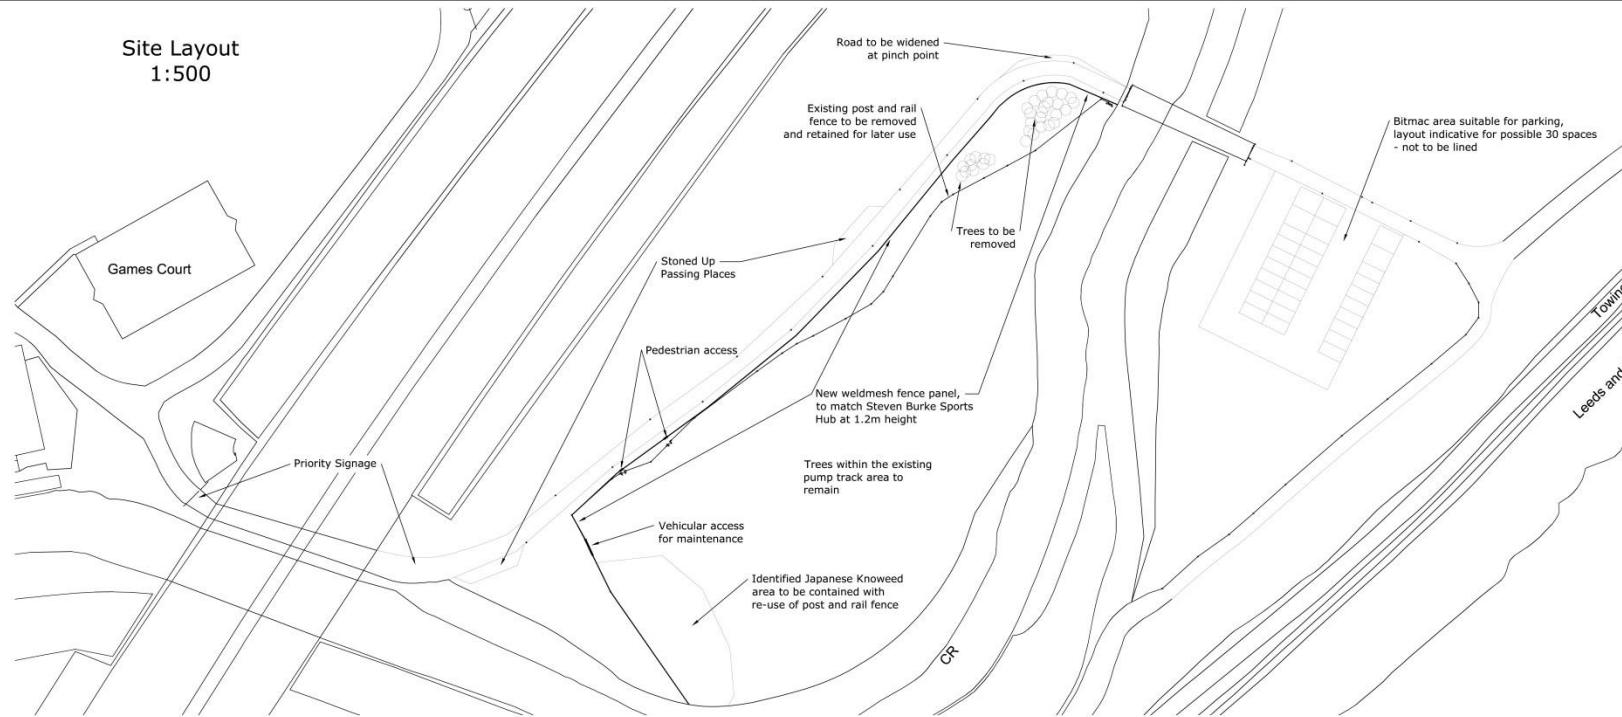 Site Layout
1:500
Road to be widened
at pinch point
Existing post and rail
fence to be removed
and retained for later use
Bitmac area suitable for parking,
layout indicative for possible 30 spaces
- not to be lined
Trees to be
removed
Games Court
Stoned Up
Passing Places
Towing
Pedestrian access
Leeds and
New weldmesh fence panel,
to match Steven Burke Sports
Hub at 1.2m height
Priority Signage
Trees within the existing
pump track area to
remain
Vehicular access
for maintenance
Identified Japanese Knoweed
area to be contained with
re-use of post and rail fence
CR